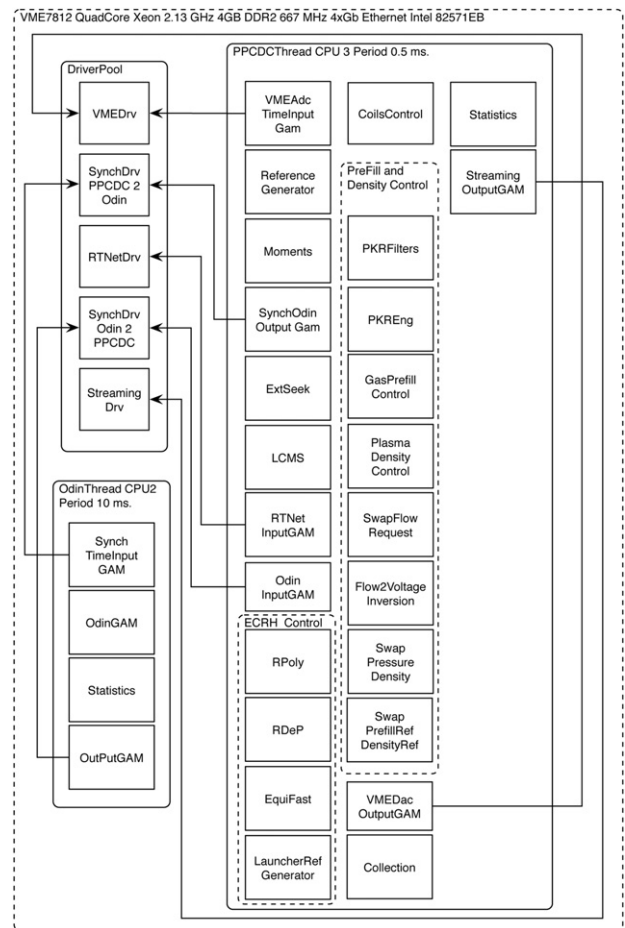 VME7812 QuadCore Xeon 2.13 GHz 4GB DDR2 667 MHz 4xGb Ethernet Intel 82571EB
DriverPool
VMEDrv
SynchDrv
PPCDC 2
Odin
RTNetDrv
SynchDrv
Odin 2
PPCDC
Streaming
Drv
OdinThread CPU2
Period 10 ms.
Synch
TimeInput
GAM
OdinGAM
Statistics
OutPutGAM
PPCDCThread CPU 3 Period 0.5 ms.
VMEAdc
TimeInput
Gam
Reference
Generator
Moments
SynchOdin
Output Gam
ExtSeek
LCMS
RTNet
InputGAM
Odin
InputGAM
ECRH Control
RPoly
RDeP
EquiFast
LauncherRef
Generator
CoilsControl
PreFill and
Density Control
PKRFilters
PKREng
GasPrefill
Control
Plasma
Density
Control
SwapFlow
Request
Flow2Voltage
Inversion
Swap
Pressure
Density
Swap
PrefillRef
DensityRef
VMEDac
OutputGAM
Collection
Statistics
Streaming
OutputGAM